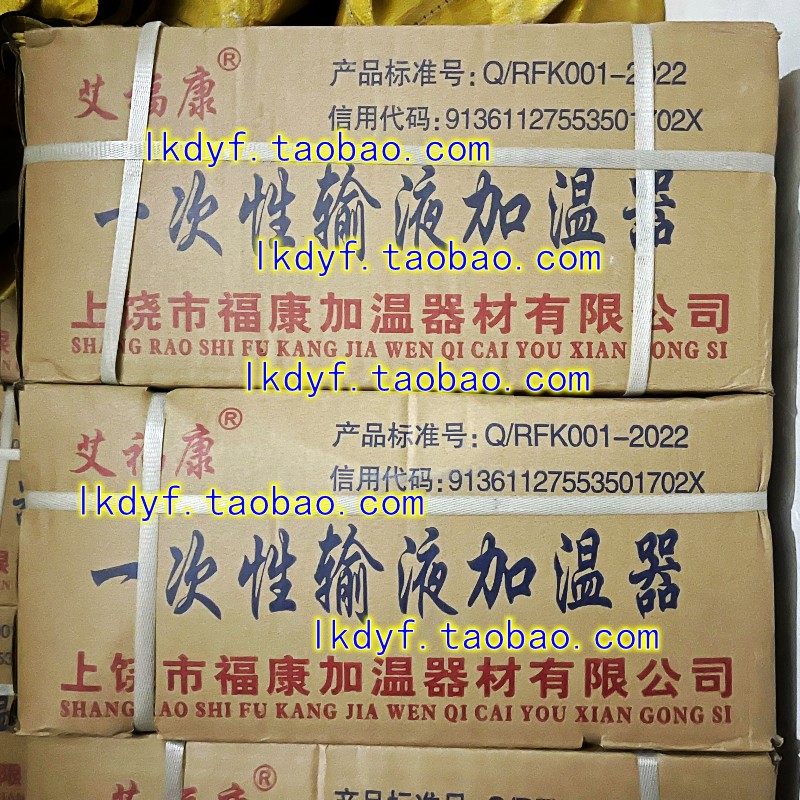 艾福康®
产品标准号:Q/RFK001-2022
信用代码:91361127553501702X
lkdyf.taobao.com
一次性输液加温器
lkdyf.taobao.com
上饶市福康加温器材有限公司
SHANG RAO SHI FU KANG JIA WEN QI CAI YOU XIAN GONG SI
lkdyf.taobao.com
艾福康®
产品标准号:Q/RFK001-2022
信用代码:91361127553501702X
lkdyf.taobao.com
一次性输液加温器
lkdyf.taobao.com
上饶市福康加温器材有限公司
SHANG RAO SHI FU KANG JIA WEN QI CAI YOU XIAN GONG SI
艾福康®